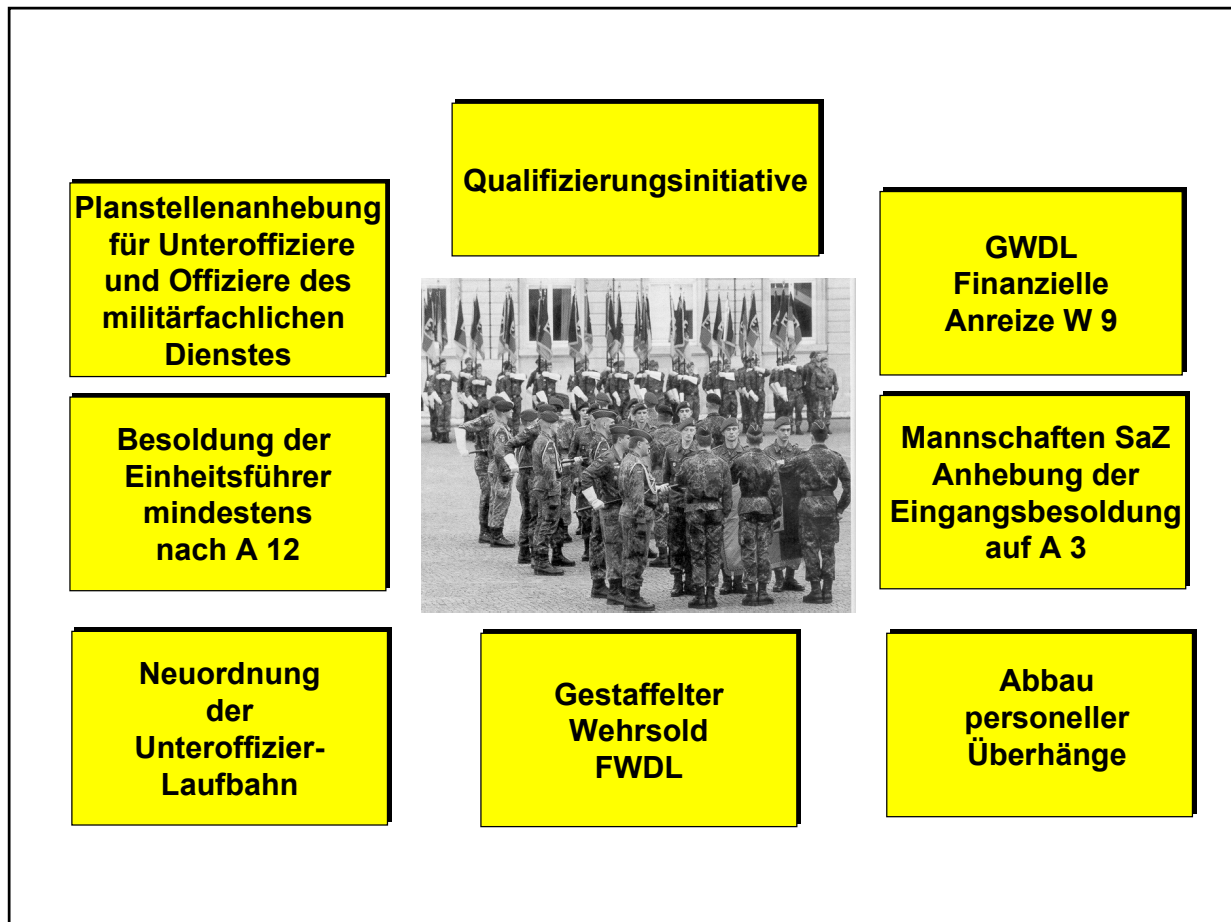 Qualifizierungsinitiative
Planstellenanhebung
für Unteroffiziere
und Offiziere des
militärfachlichen
Dienstes
GWDL
Finanzielle
Anreize W 9
Besoldung der
Einheitsführer
mindestens
nach A 12
Mannschaften SaZ
Anhebung der
Eingangsbesoldung
auf A 3
Neuordnung
der
Unteroffizier-
Laufbahn
Gestaffelter
Wehrsold
FWDL
Abbau
personeller
Überhänge